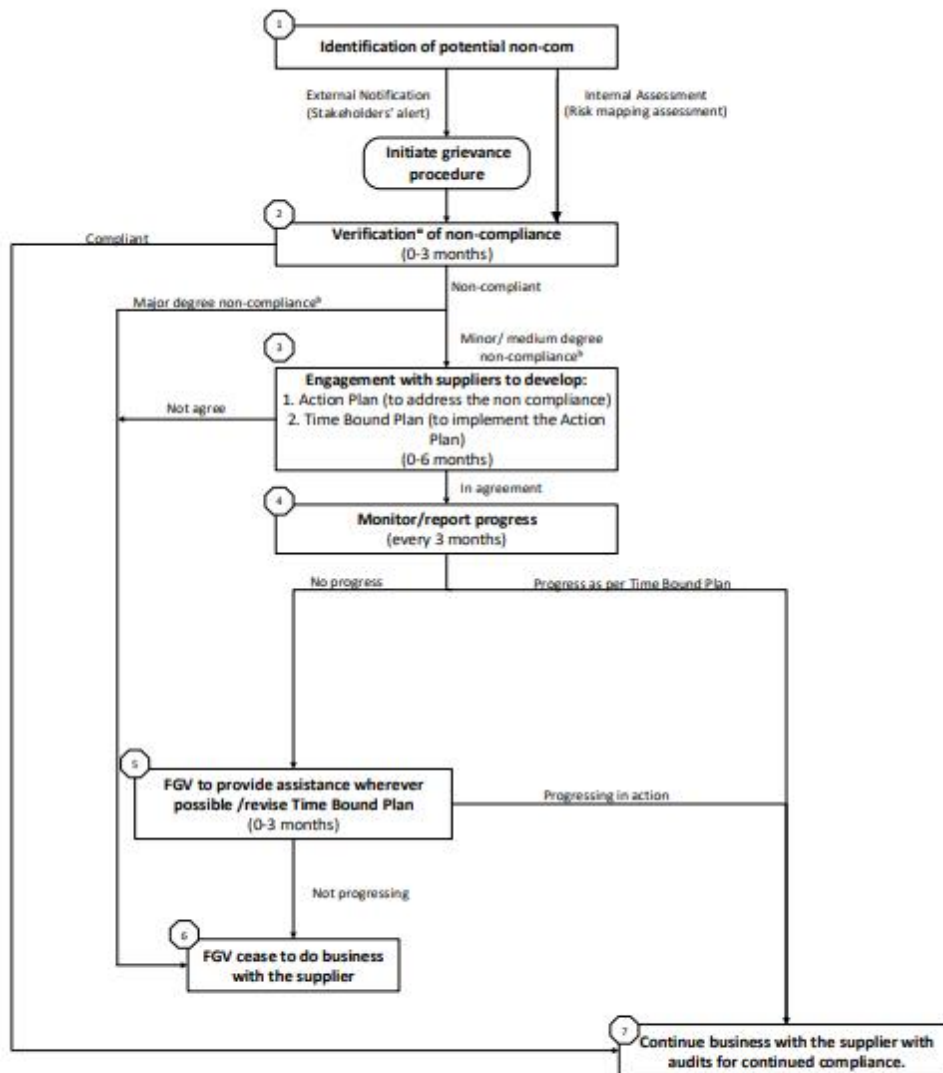 1
Identification of potential non-com
External Notification
(Stakeholders' alert)
Internal Assessment
(Risk mapping assessment)
Initiate grievance
procedure
2
Verificationᵃ of non-compliance
(0-3 months)
Compliant
Non-compliant
Major degree non-complianceᵇ
Minor/ medium degree
non-complianceᵇ
3
Engagement with suppliers to develop:
1. Action Plan (to address the non compliance)
2. Time Bound Plan (to implement the Action
Plan)
(0-6 months)
Not agree
In agreement
4
Monitor/report progress
(every 3 months)
No progress
Progress as per Time Bound Plan
5
FGV to provide assistance wherever
possible /revise Time Bound Plan
(0-3 months)
Progressing in action
Not progressing
6
FGV cease to do business
with the supplier
7
Continue business with the supplier with
audits for continued compliance.